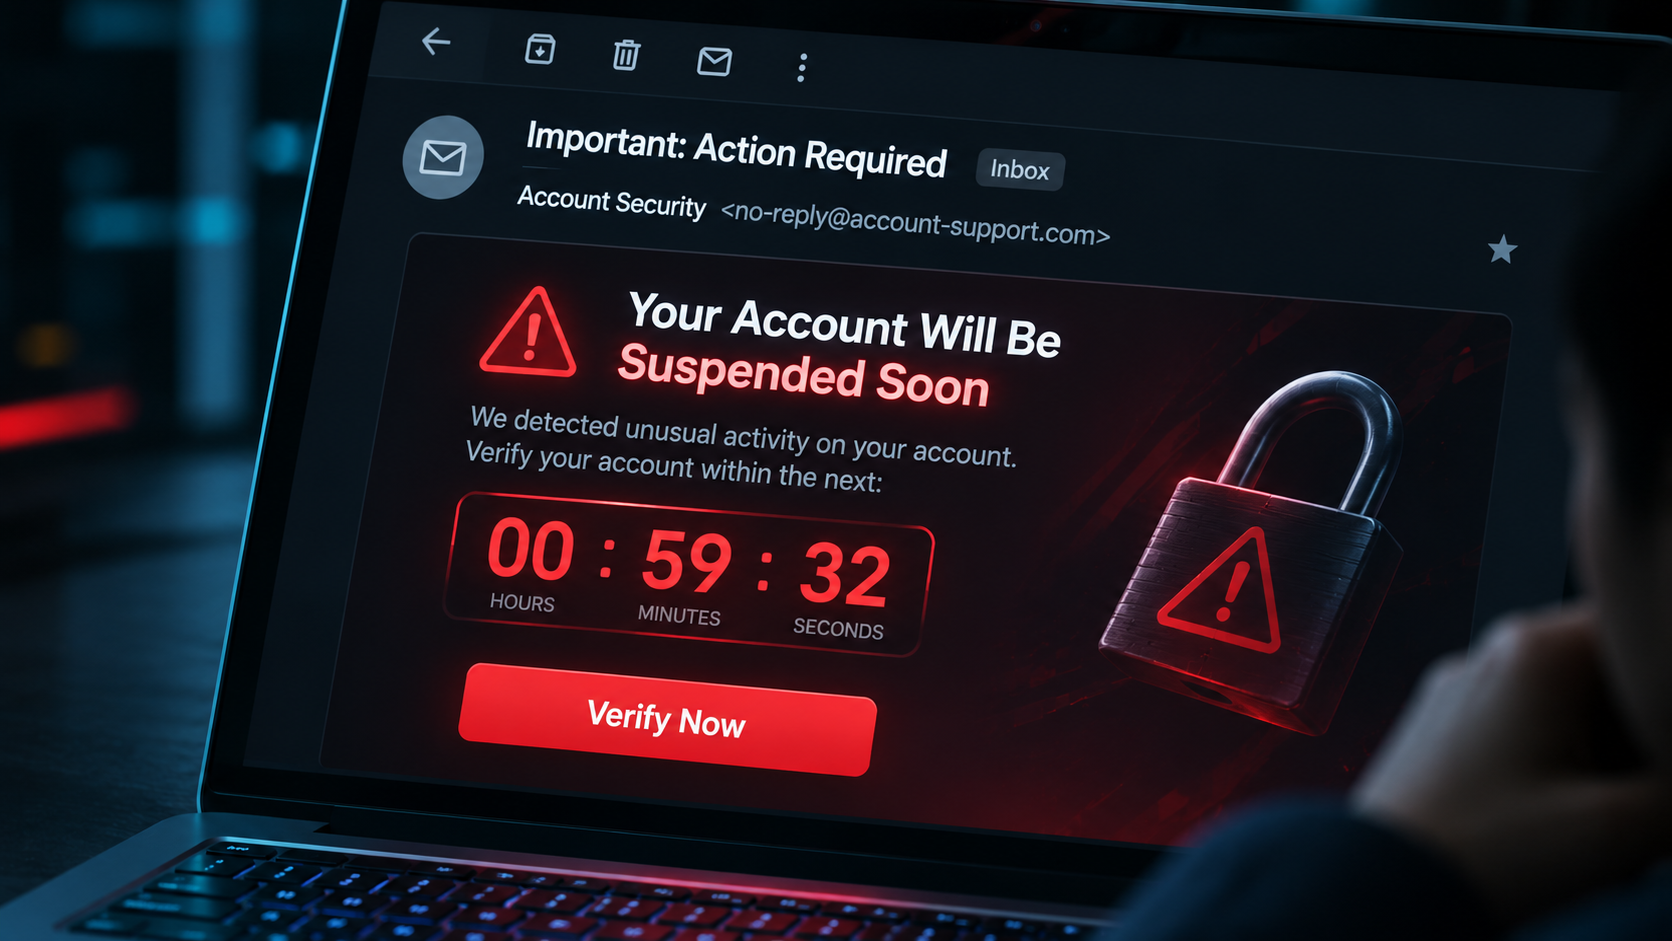 Important: Action Required
Inbox
Account Security <no-reply@account-support.com>
Your Account Will Be
Suspended Soon
We detected unusual activity on your account.
Verify your account within the next:
00 : 59 : 32
HOURS MINUTES SECONDS
Verify Now